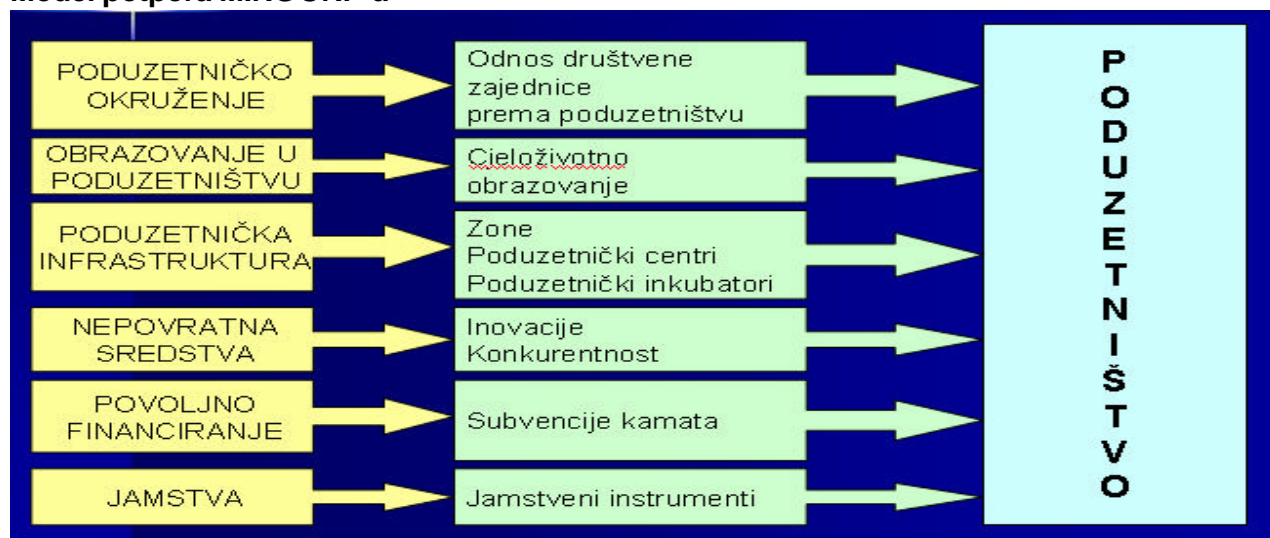 PODUZETNIČKO
OKRUŽENJE
Odnos društvene
zajednice
prema poduzetništvu
OBRAZOVANJE U
PODUZETNIŠTVU
Cjeloživotno
obrazovanje
PODUZETNIČKA
INFRASTRUKTURA
Zone
Poduzetnički centri
Poduzetnički inkubatori
NEPOVRATNA
SREDSTVA
Inovacije
Konkurentnost
POVOLJNO
FINANCIRANJE
Subvencije kamata
JAMSTVA
Jamstveni instrumenti
PODUZETNIŠTVO